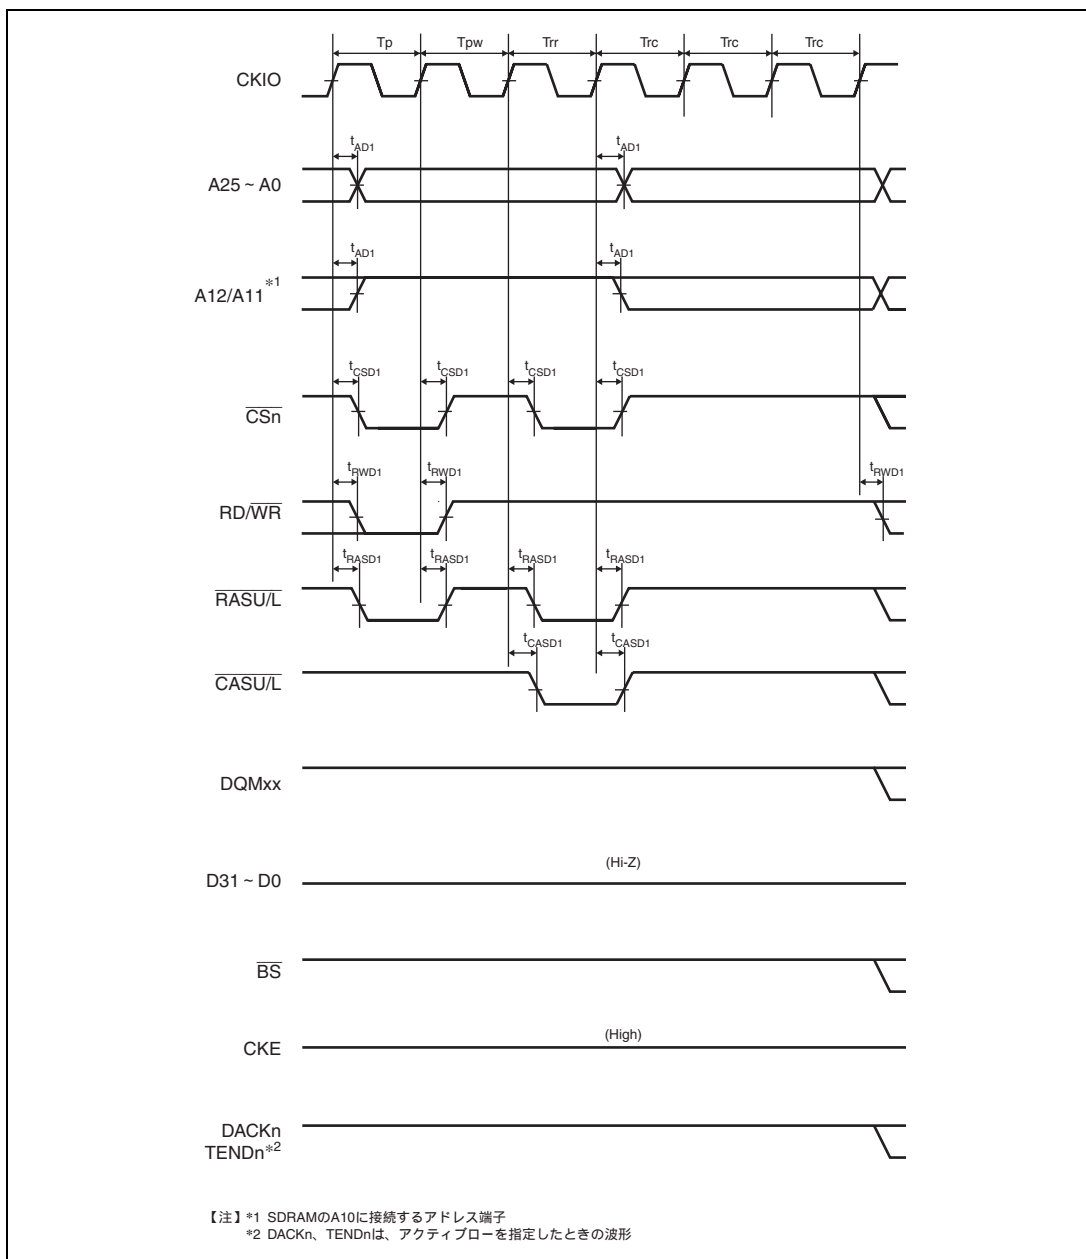 Tp Tpw Trr Trc Trc Trc
CKIO
tAD1 tAD1
A25 ~ A0
tAD1 tAD1
A12/A11*1
tCSD1 tCSD1 tCSD1 tCSD1
CSn
tRWD1 tRWD1 tRWD1
RD/WR
tRASD1 tRASD1 tRASD1 tRASD1
RASU/L
tCASD1 tCASD1
CASU/L
DQMxx
(Hi-Z)
D31 ~ D0
BS
(High)
CKE
DACKn
TENDn*2
【注】*1 SDRAMのA10に接続するアドレス端子
*2 DACKn、TENDnは、アクティブローを指定したときの波形